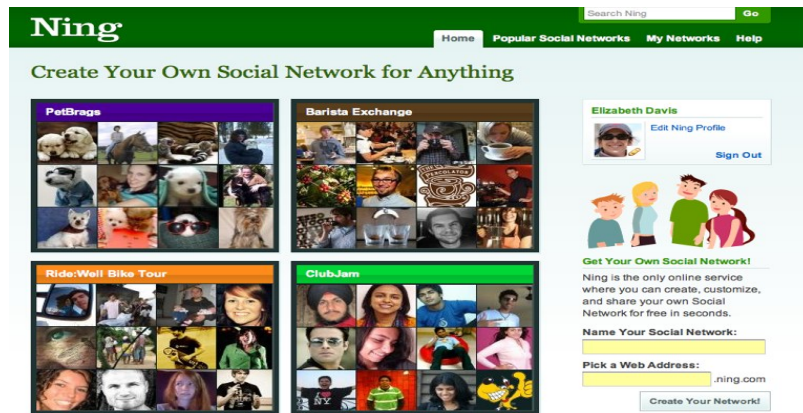 Search Ning
Go
Ning
Home
Popular Social Networks
My Networks
Help
Create Your Own Social Network for Anything
PetBrags
Barista Exchange
Elizabeth Davis
Edit Ning Profile
Sign Out
THE
PERCOLATOR
Get Your Own Social Network!
Ride:Well Bike Tour
ClubJam
Ning is the only online service
where you can create, customize,
and share your own Social
Network for free in seconds.
Name Your Social Network:
Pick a Web Address:
.ning.com
NY
Create Your Network!